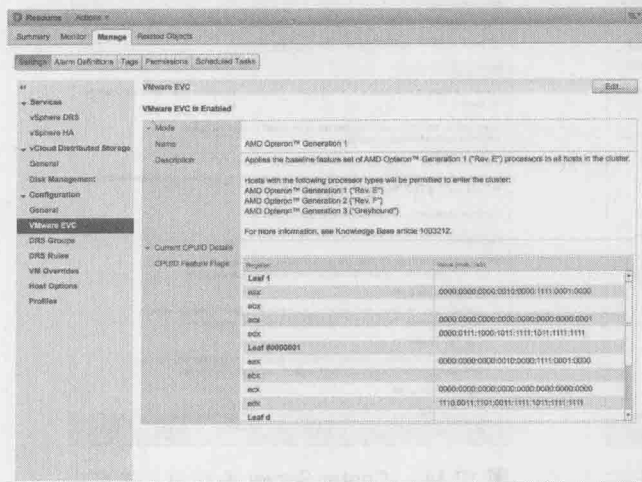 Resource Actions
Summary Monitor Manage Related Objects
Settings Alarm Definitions Tags Permissions Scheduled Tasks
Services
vSphere DRS
vSphere HA
vCloud Distributed Storage
General
Disk Management
Configuration
General
VMware EVC
DRS Groups
DRS Rules
VM Overrides
Host Options
Profiles
VMware EVC Edit...
VMware EVC is Enabled
Mode
Name AMD Opteron™ Generation 1
Description Applies the baseline feature set of AMD Opteron™ Generation 1 ("Rev. E") processors to all hosts in the cluster.
Hosts with the following processor types will be permitted to enter the cluster:
AMD Opteron™ Generation 1 ("Rev. E")
AMD Opteron™ Generation 2 ("Rev. F")
AMD Opteron™ Generation 3 ("Greyhound")
For more information, see Knowledge Base article 1003212.
Current CPUID Details
CPUID Feature Flags Register
Leaf 1
eax 0000:0000:0000:0010:0000:1111:0001:0000
ebx
ecx 0000:0000:0000:0000:0000:0000:0000:0001
edx 0000:0111:1000:1011:1111:1011:1111:1111
Leaf 80000001
eax 0000:0000:0000:0010:0000:1111:0001:0000
ebx
ecx 0000:0000:0000:0000:0000:0000:0000:0000
edx 1110:0011:1101:0011:1111:1011:1111:1111
Leaf d